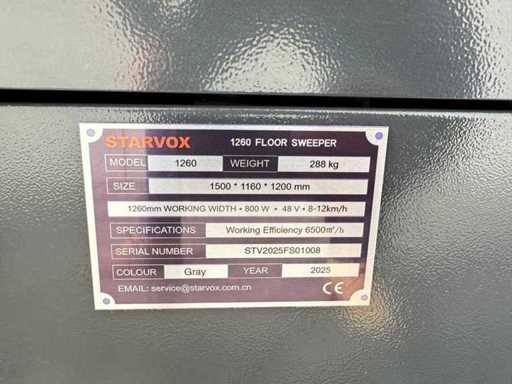 STARVOX 1260 FLOOR SWEEPER
MODEL 1260 WEIGHT 288 kg
SIZE 1500 * 1160 * 1200 mm
1260mm WORKING WIDTH • 800 W • 48 V • 8-12km/h
SPECIFICATIONS Working Efficiency 6500㎡/h
SERIAL NUMBER STV2025FS01008
COLOUR Gray YEAR 2025
EMAIL: service@starvox.com.cn CE